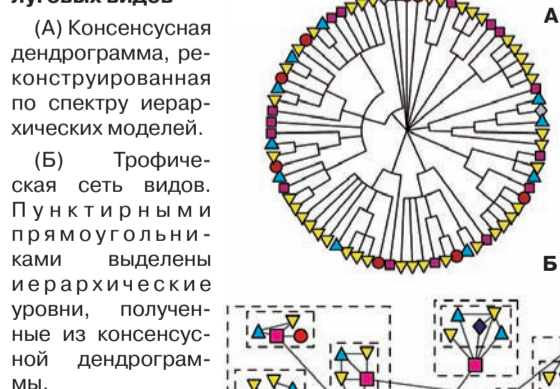 луговых видов
(А) Консенсусная
дендрограмма, ре-
конструированная
по спектру иерар-
хических моделей.
(Б) Трофиче-
ская сеть видов.
Пунктирными
прямоугольни-
ками выделены
иерархические
уровни, получен-
ные из консенсус-
ной дендрограм-
мы.
А
Б